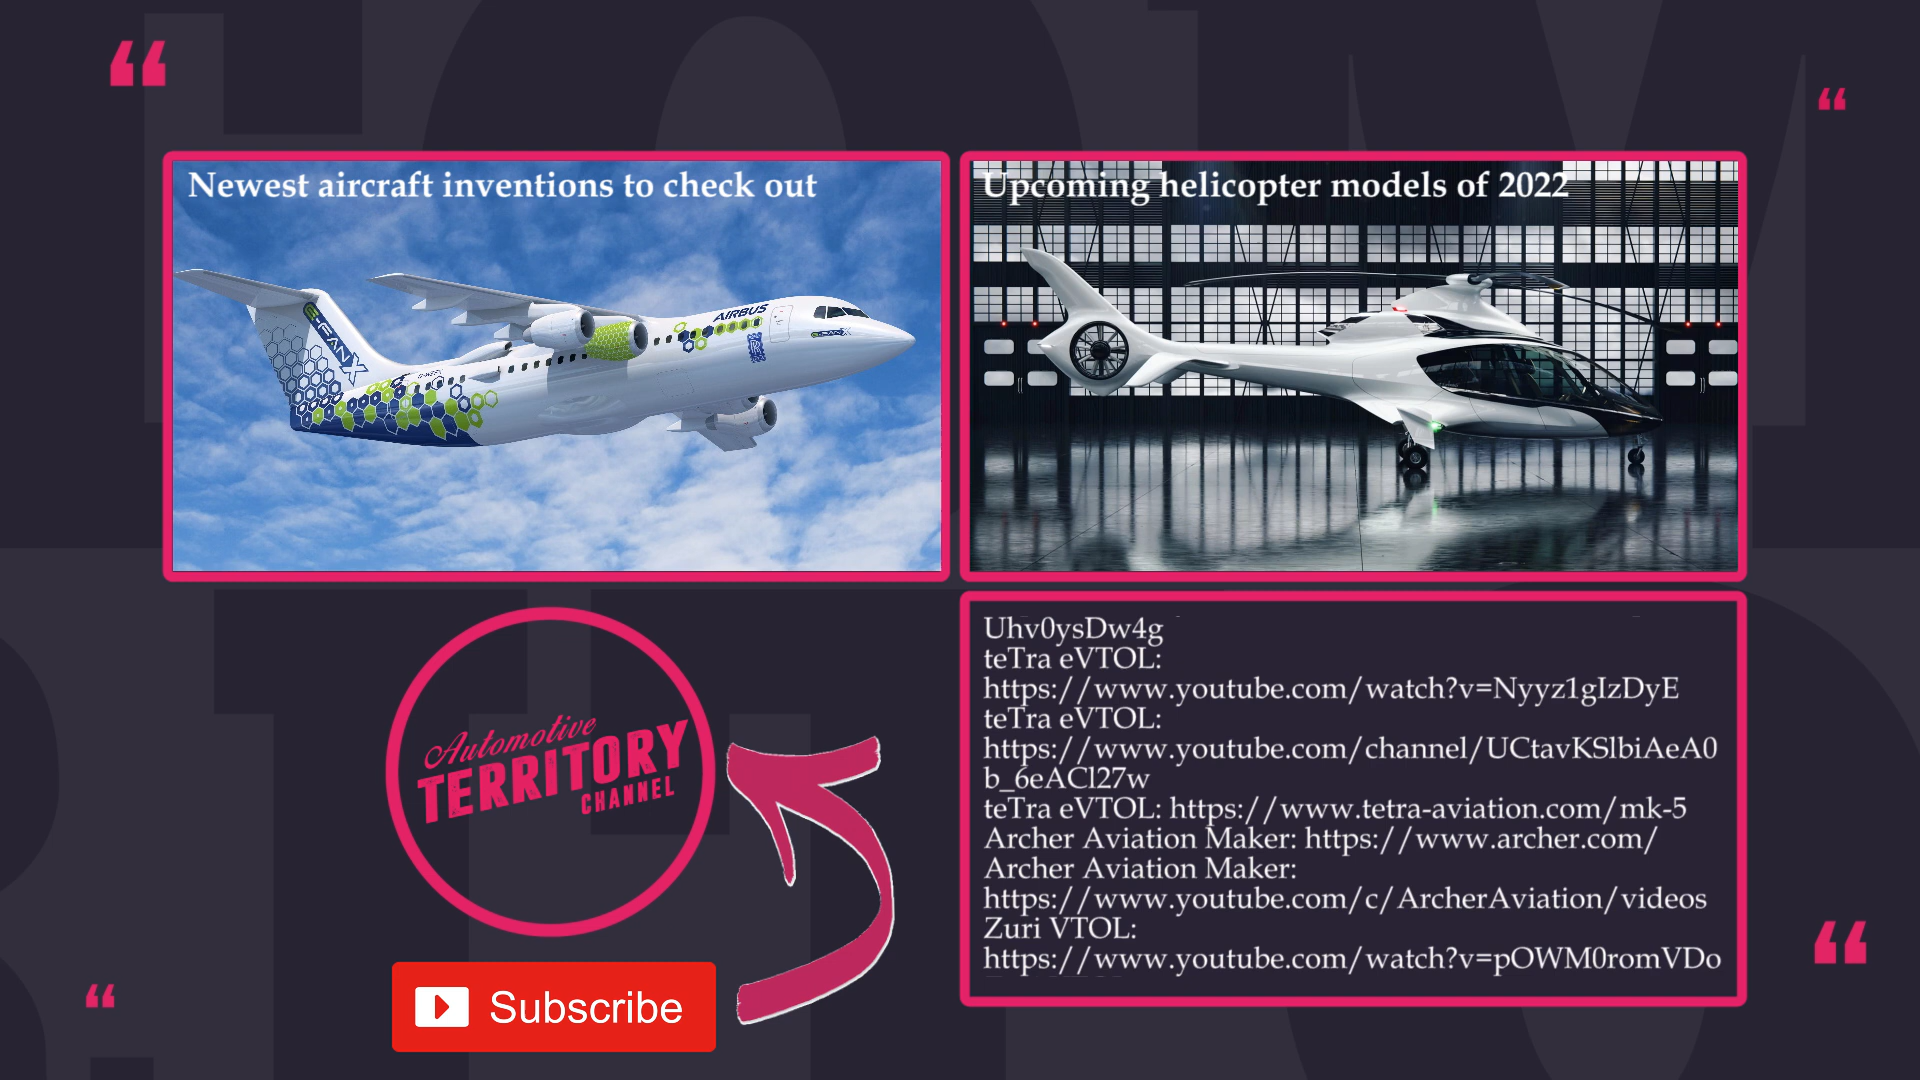 Newest aircraft inventions to check out
AIRBUS
E-FAN X
E-FAN X
Upcoming helicopter models of 2022
Automotive
TERRITORY
CHANNEL
Subscribe
Uhv0ysDw4g
teTra eVTOL:
https://www.youtube.com/watch?v=Nyyz1gIzDyE
teTra eVTOL:
https://www.youtube.com/channel/UCtavKSlbiAeA0
b_6eACl27w
teTra eVTOL: https://www.tetra-aviation.com/mk-5
Archer Aviation Maker: https://www.archer.com/
Archer Aviation Maker:
https://www.youtube.com/c/ArcherAviation/videos
Zuri VTOL:
https://www.youtube.com/watch?v=pOWM0romVDo